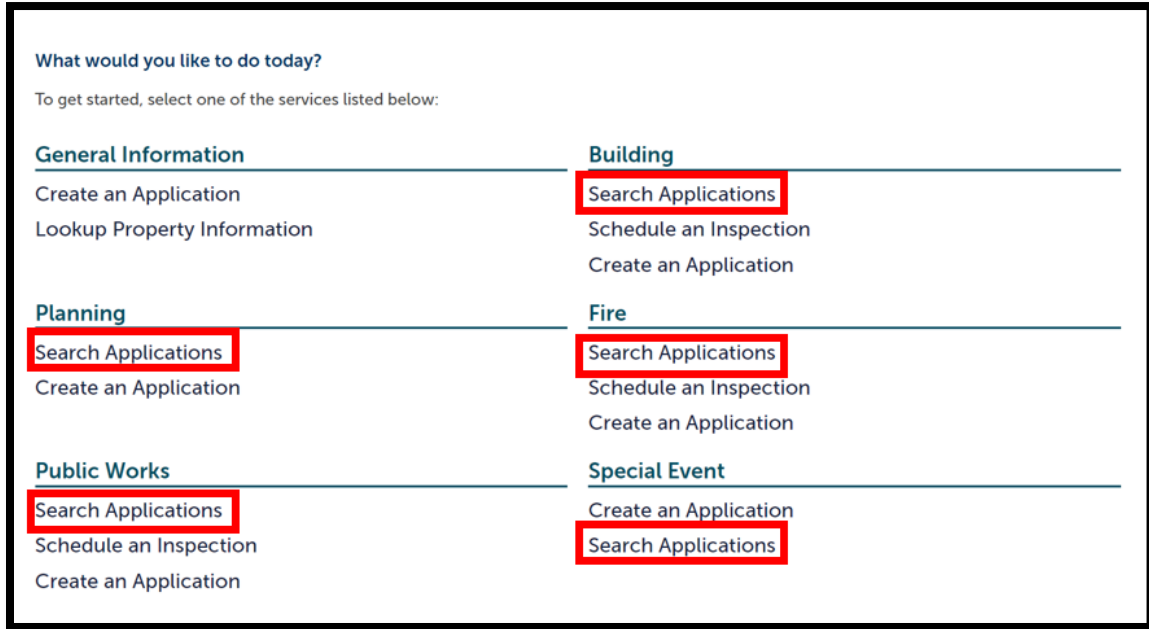 What would you like to do today?
To get started, select one of the services listed below:
General Information
Create an Application
Lookup Property Information
Building
Search Applications
Schedule an Inspection
Create an Application
Planning
Search Applications
Create an Application
Fire
Search Applications
Schedule an Inspection
Create an Application
Public Works
Search Applications
Schedule an Inspection
Create an Application
Special Event
Create an Application
Search Applications